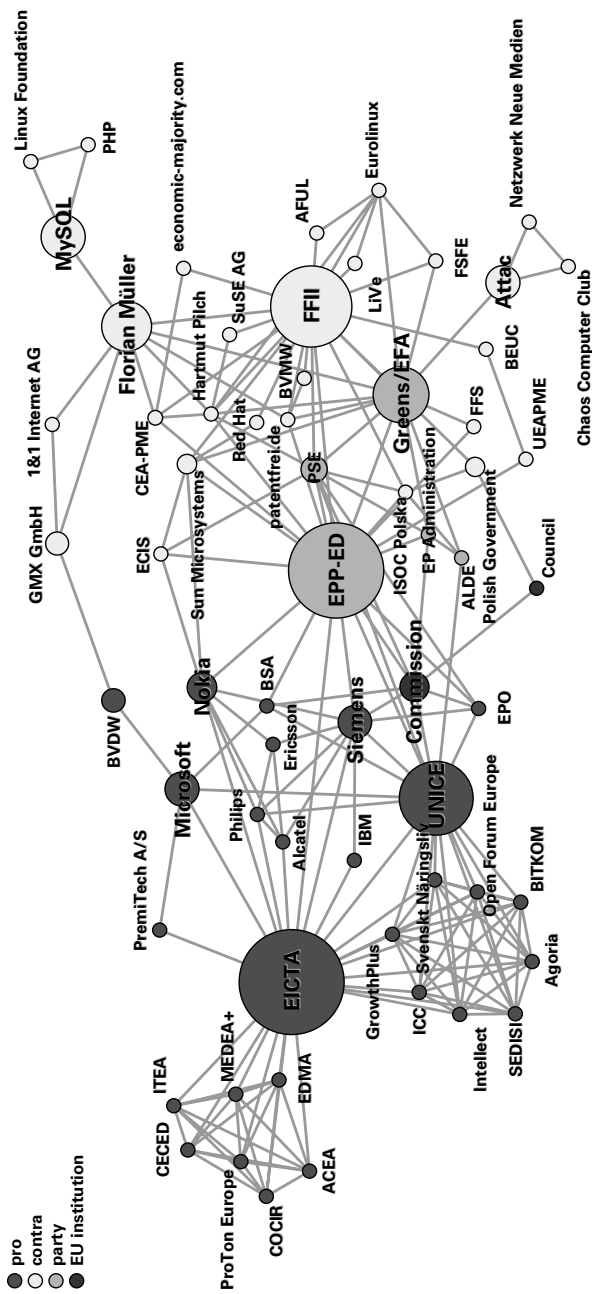 pro
contra
party
EU institution
Linux Foundation
PHP
MySQL
economic-majority.com
Florian Müller
1&1 Internet AG
GMX GmbH
BVDW
PremiTech A/S
Microsoft
CEA-PME
Hartmut Pilch
SuSE AG
AFUL
Eurolinux
Netzwerk Neue Medien
FFII
LiVe
FSFE
Attac
Chaos Computer Club
BVMW
Red Hat
patentfrei.de
Greens/EFA
BEUC
UEAPME
FFS
PSE
Sun Microsystems
ECIS
EPP-ED
ISOC Polska
EP Administration
ALDE
Polish Government
Council
Nokia
BSA
Ericsson
Siemens
Commission
EPO
Philips
Alcatel
IBM
UNICE
Svenskt Näringsliv
Open Forum Europe
BITKOM
EICTA
GrowthPlus
ICC
Intellect
SEDISI
Agoria
ITEA
MEDEA+
EDMA
CECED
ProTon Europe
COCIR
ACEA